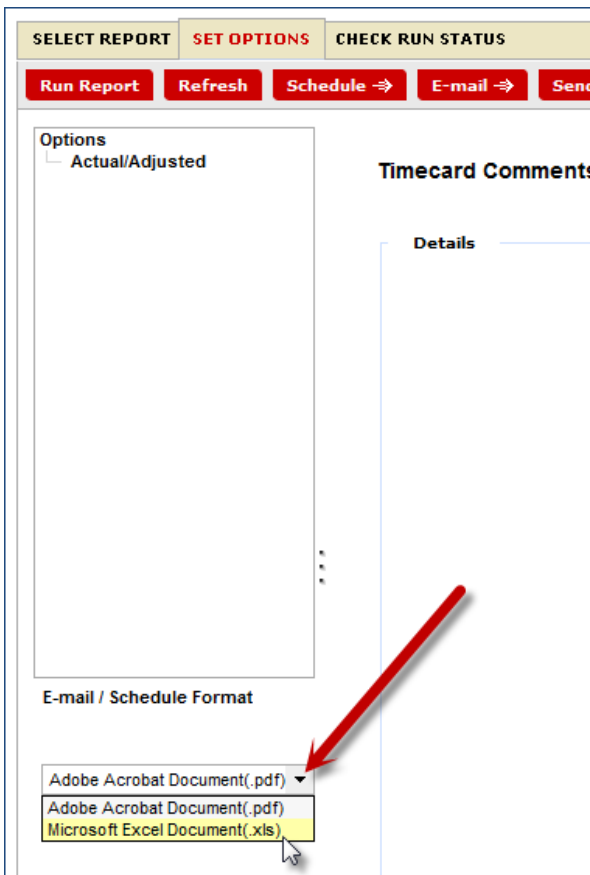 SELECT REPORT SET OPTIONS CHECK RUN STATUS
Run Report Refresh Schedule E-mail Send
Options
Actual/Adjusted
Timecard Comments
Details
E-mail / Schedule Format
Adobe Acrobat Document(.pdf)
Adobe Acrobat Document(.pdf)
Microsoft Excel Document(.xls)